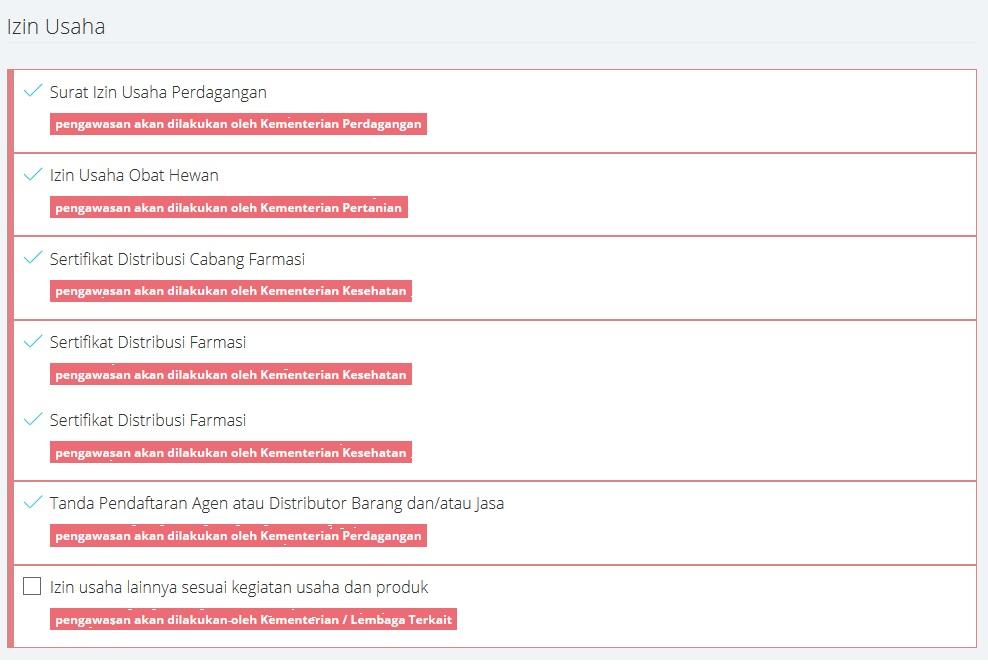 Izin Usaha
Surat Izin Usaha Perdagangan
pengawasan akan dilakukan oleh Kementerian Perdagangan
Izin Usaha Obat Hewan
pengawasan akan dilakukan oleh Kementerian Pertanian
Sertifikat Distribusi Cabang Farmasi
pengawasan akan dilakukan oleh Kementerian Kesehatan
Sertifikat Distribusi Farmasi
pengawasan akan dilakukan oleh Kementerian Kesehatan
Sertifikat Distribusi Farmasi
pengawasan akan dilakukan oleh Kementerian Kesehatan
Tanda Pendaftaran Agen atau Distributor Barang dan/atau Jasa
pengawasan akan dilakukan oleh Kementerian Perdagangan
Izin usaha lainnya sesuai kegiatan usaha dan produk
pengawasan akan dilakukan oleh Kementerian / Lembaga Terkait